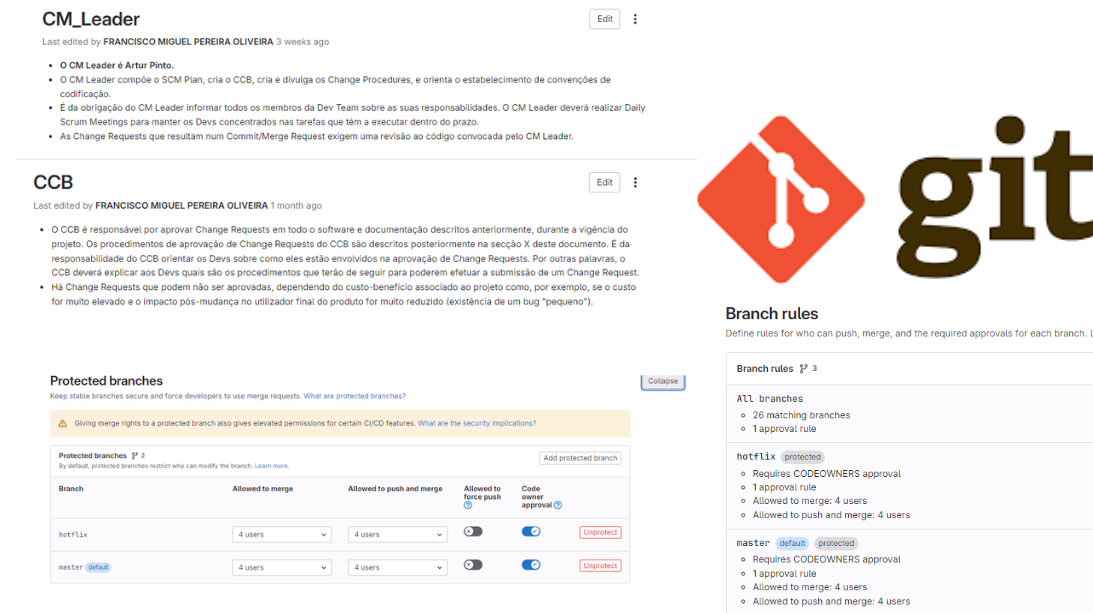 CM_Leader
Edit
Last edited by FRANCISCO MIGUEL PEREIRA OLIVEIRA 3 weeks ago
O CM Leader é Artur Pinto.
O CM Leader compõe o SCM Plan, cria o CCB, cria e divulga os Change Procedures, e orienta o estabelecimento de convenções de
codificação.
É da obrigação do CM Leader informar todos os membros da Dev Team sobre as suas responsabilidades. O CM Leader deverá realizar Daily
Scrum Meetings para manter os Devs concentrados nas tarefas que têm a executar dentro do prazo.
As Change Requests que resultam num Commit/Merge Request exigem uma revisão ao código convocada pelo CM Leader.
CCB
Edit
Last edited by FRANCISCO MIGUEL PEREIRA OLIVEIRA 1 month ago
O CCB é responsável por aprovar Change Requests em todo o software e documentação descritos anteriormente, durante a vigência do
projeto. Os procedimentos de aprovação de Change Requests do CCB são descritos posteriormente na secção X deste documento. É da
responsabilidade do CCB orientar os Devs sobre como eles estão envolvidos na aprovação de Change Requests. Por outras palavras, o
CCB deverá explicar aos Devs quais são os procedimentos que terão de seguir para poderem efetuar a submissão de um Change Request.
Há Change Requests que podem não ser aprovadas, dependendo do custo-benefício associado ao projeto como, por exemplo, se o custo
for muito elevado e o impacto pós-mudança no utilizador final do produto for muito reduzido (existência de um bug "pequeno").
Protected branches
Collapse
Keep stable branches secure and force developers to use merge requests. What are protected branches?
Giving merge rights to a protected branch also gives elevated permissions for certain CI/CD features. What are the security implications?
Protected branches 2
Add protected branch
By default, protected branches restrict who can modify the branch. Learn more.
Branch
Allowed to merge
Allowed to push and merge
Allowed to
force push
Code
owner
approval
hotflix
4 users
4 users
Unprotect
master default
4 users
4 users
Unprotect
git
Branch rules
Define rules for who can push, merge, and the required approvals for each branch.
Branch rules 3
All branches
26 matching branches
1 approval rule
hotflix protected
Requires CODEOWNERS approval
1 approval rule
Allowed to merge: 4 users
Allowed to push and merge: 4 users
master default protected
Requires CODEOWNERS approval
1 approval rule
Allowed to merge: 4 users
Allowed to push and merge: 4 users